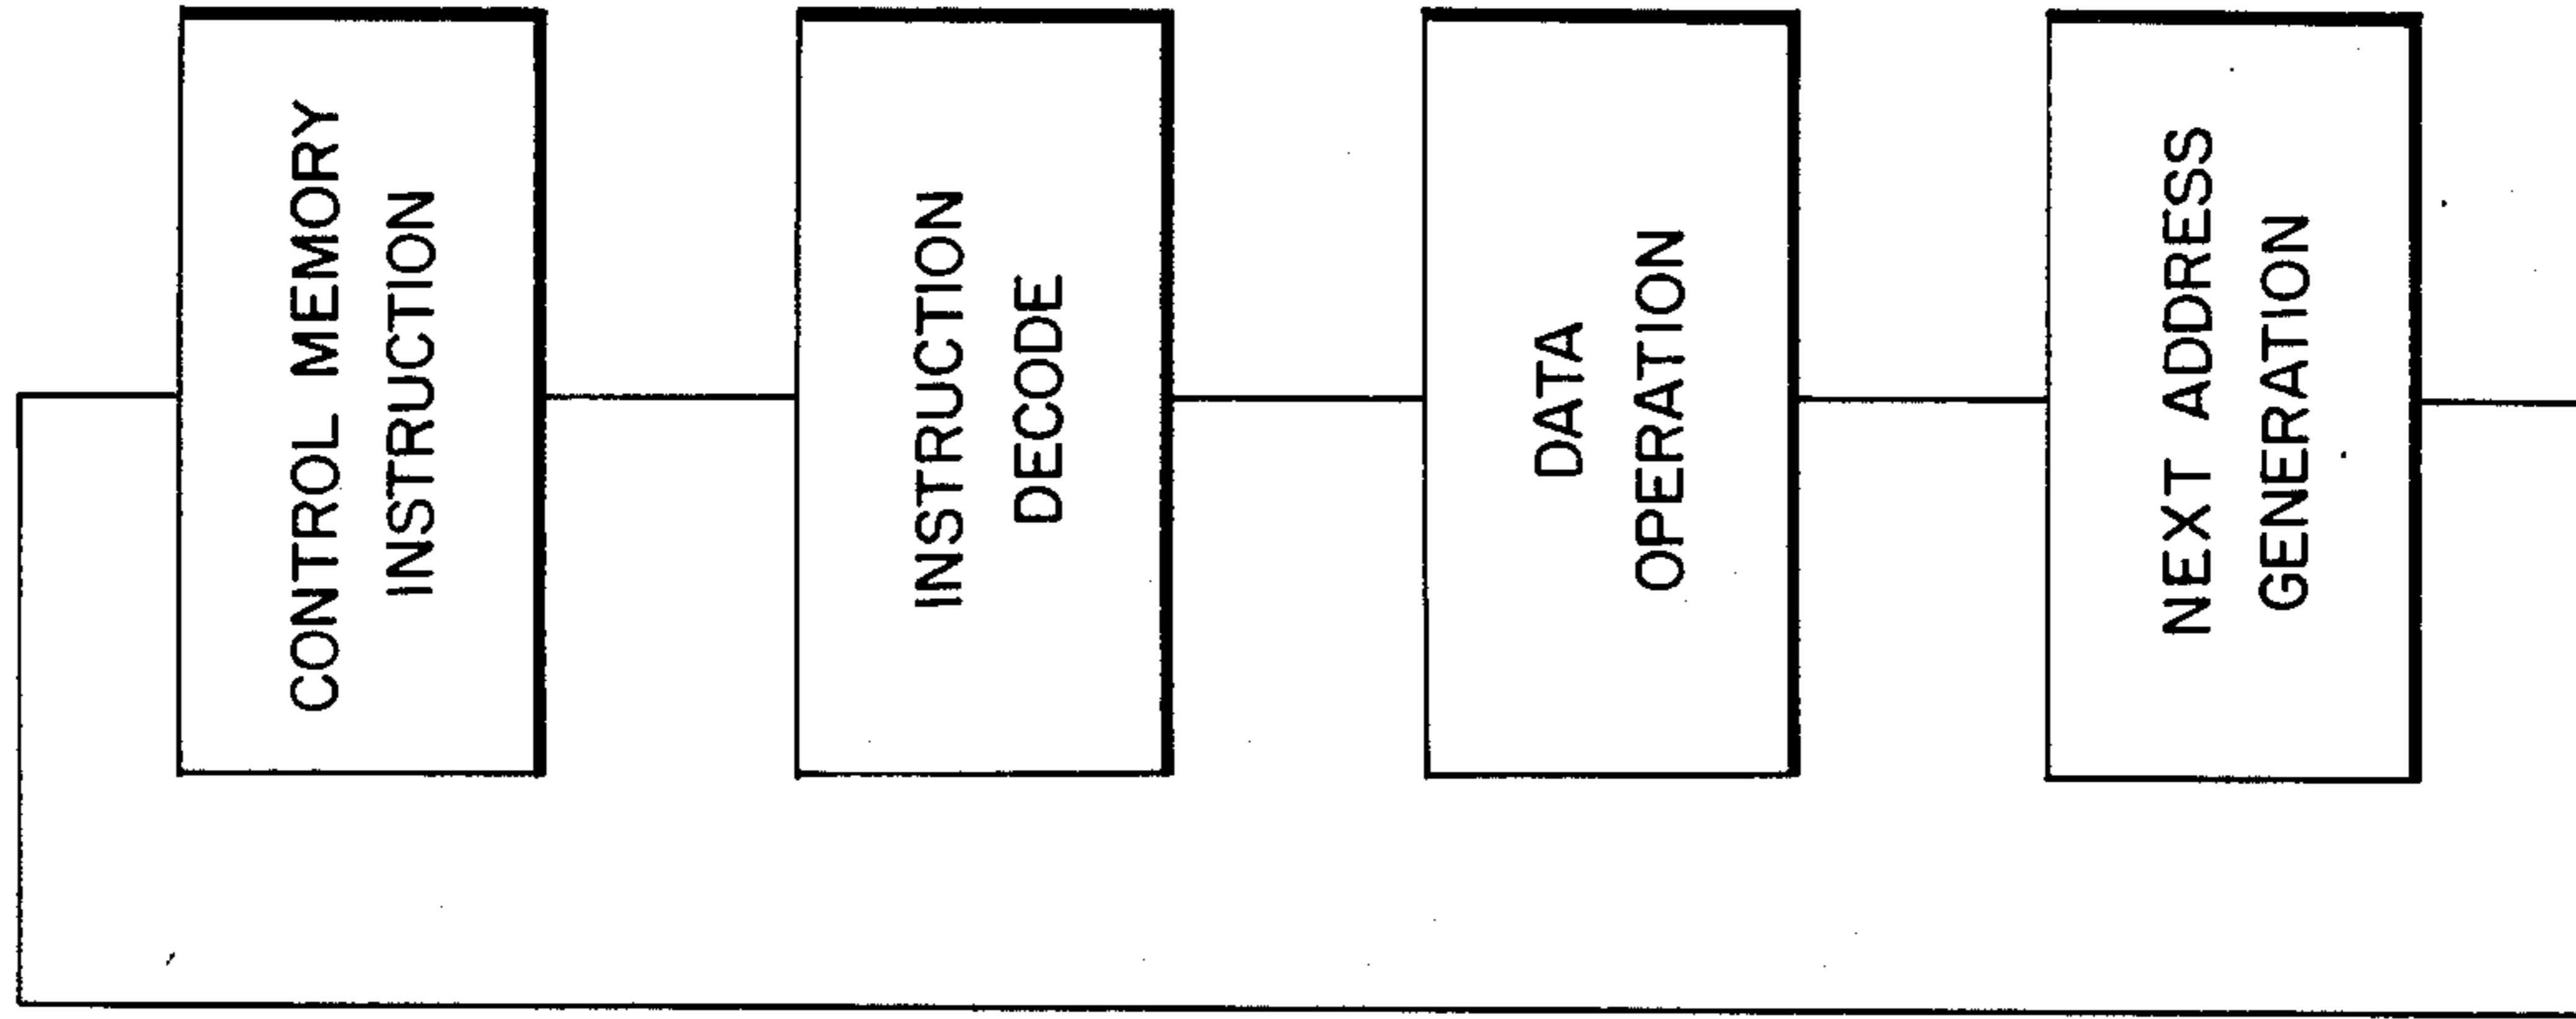 CONTROL MEMORY
INSTRUCTION
INSTRUCTION
DECODE
DATA
OPERATION
NEXT ADDRESS
GENERATION